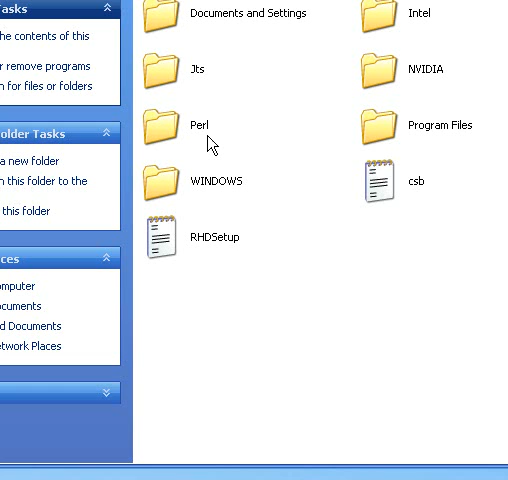 Tasks
he contents of this
r remove programs
n for files or folders
older Tasks
a new folder
n this folder to the
this folder
ces
omputer
ocuments
d Documents
etwork Places
Documents and Settings
Intel
Jts
NVIDIA
Perl
Program Files
WINDOWS
csb
RHDSetup